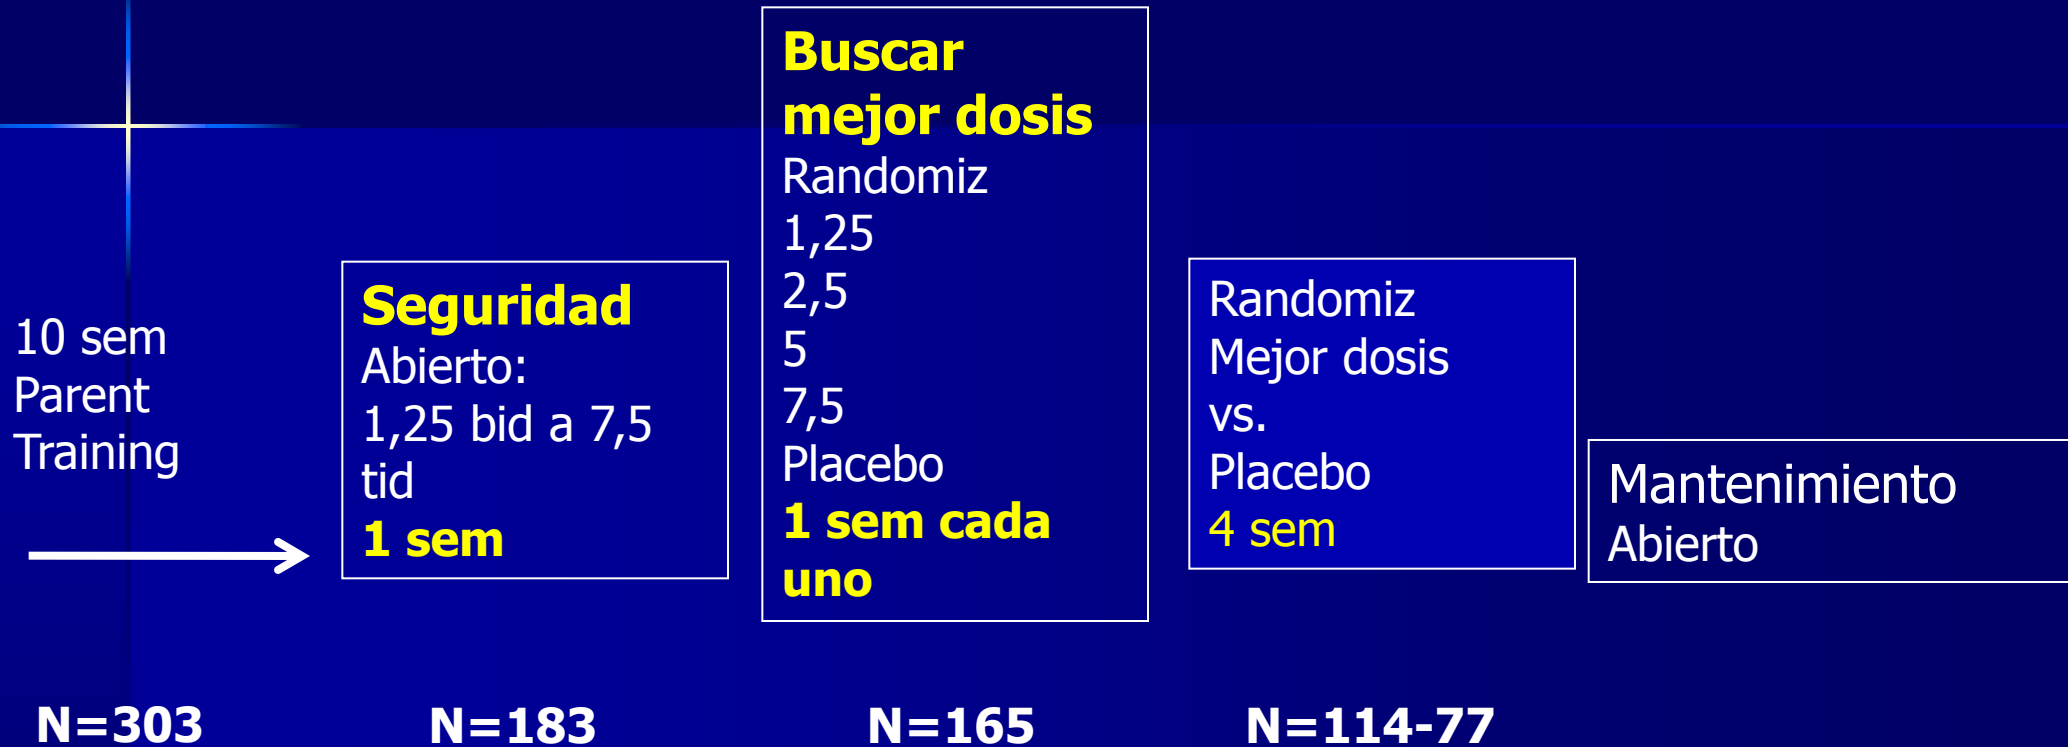 10 sem
Parent
Training
Seguridad
Abierto:
1,25 bid a 7,5
tid
1 sem
Buscar
mejor dosis
Randomiz
1,25
2,5
5
7,5
Placebo
1 sem cada
uno
Randomiz
Mejor dosis
vs.
Placebo
4 sem
Mantenimiento
Abierto
N=303
N=183
N=165
N=114-77